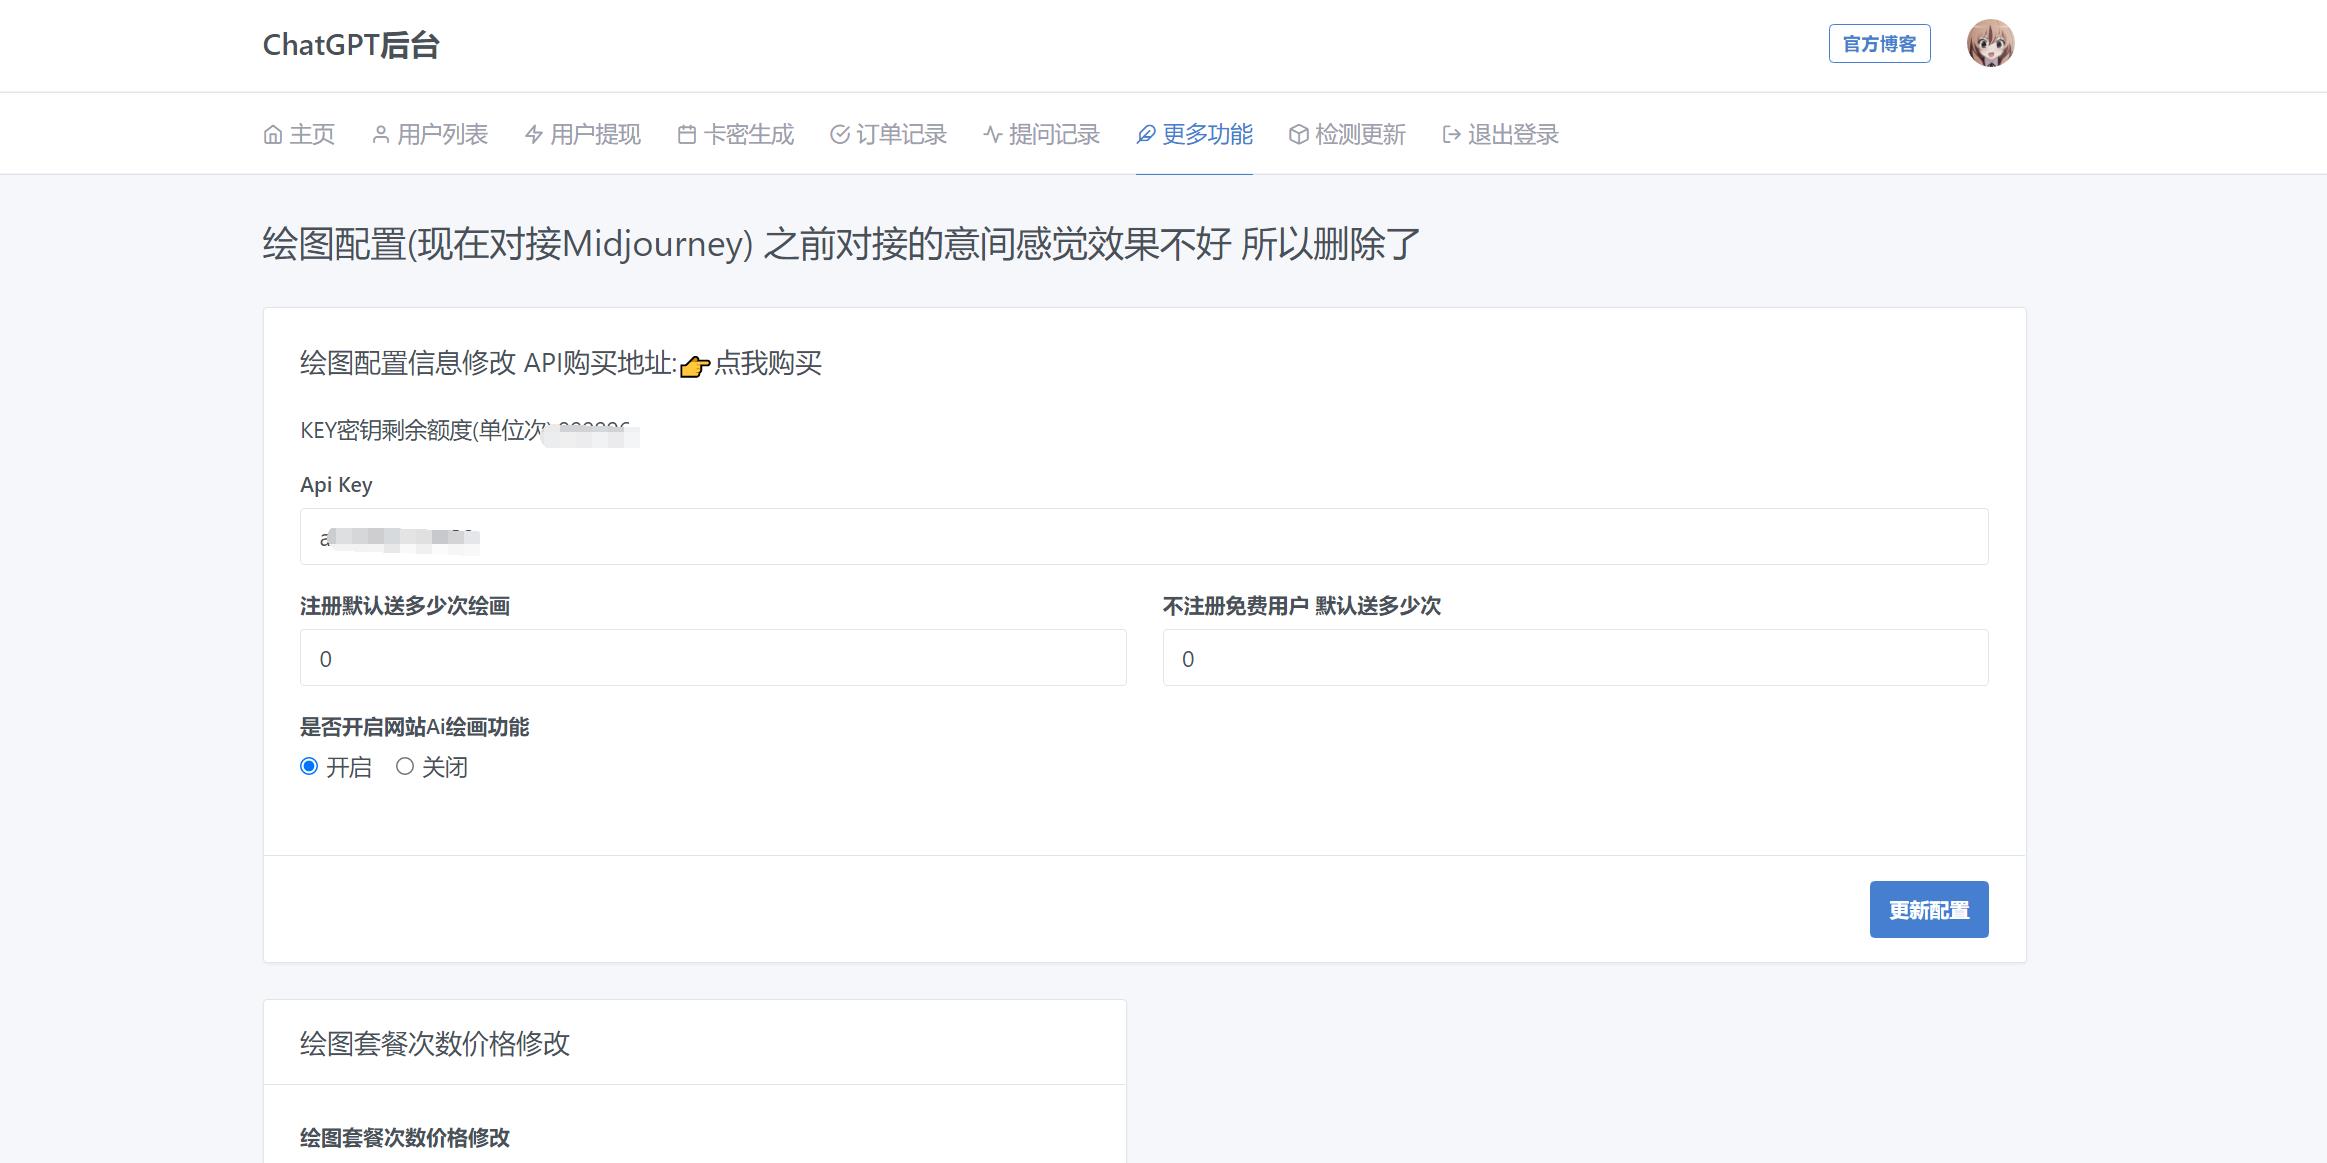 ChatGPT后台
官方博客
主页 用户列表 用户提现 卡密生成 订单记录 提问记录 更多功能 检测更新 退出登录
绘图配置(现在对接Midjourney) 之前对接的意间感觉效果不好 所以删除了
绘图配置信息修改 API购买地址:👉点我购买
KEY密钥剩余额度(单位次)
Api Key
a
注册默认送多少次绘画
不注册免费用户 默认送多少次
0
0
是否开启网站Ai绘画功能
开启 关闭
更新配置
绘图套餐次数价格修改
绘图套餐次数价格修改